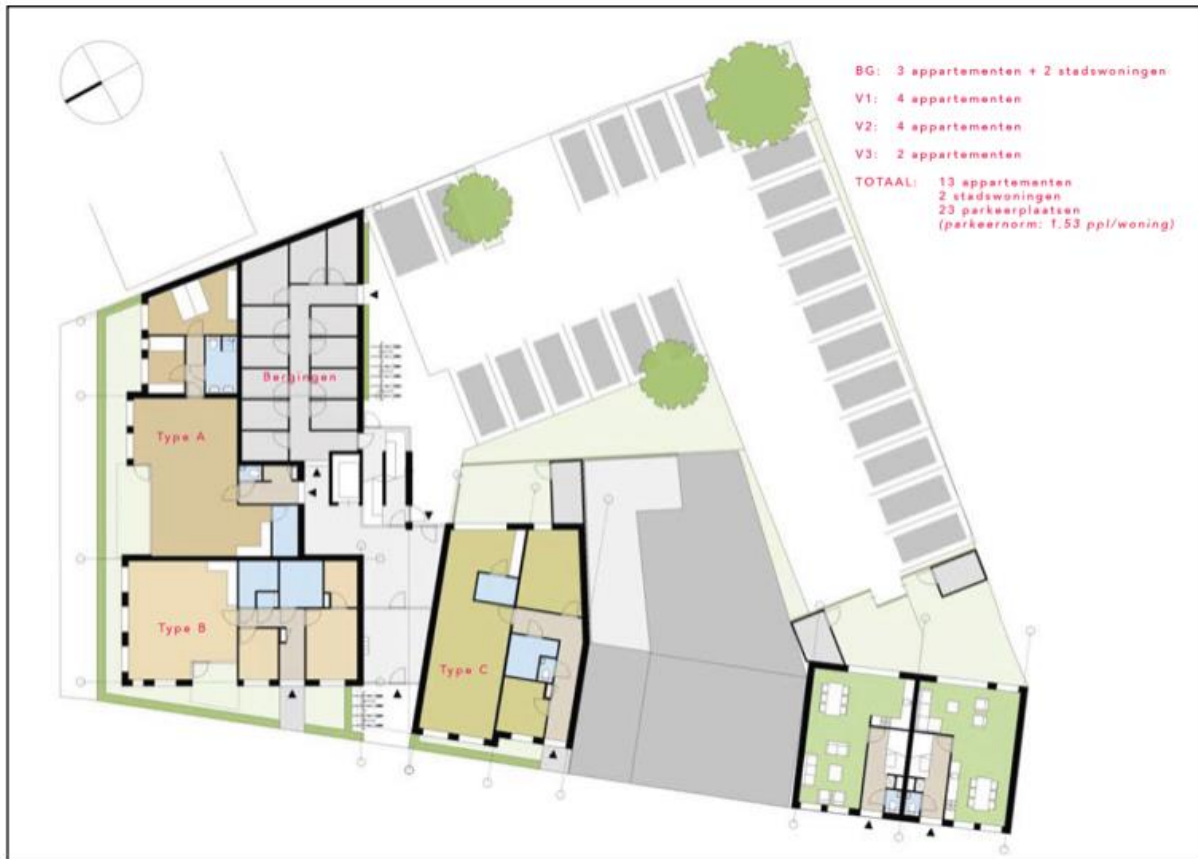 BG: 3 appartementen + 2 stadswoningen
V1: 4 appartementen
V2: 4 appartementen
V3: 2 appartementen
TOTAAL: 13 appartementen
2 stadswoningen
23 parkeerplaatsen
(parkeernorm: 1,53 ppl/woning)
Bergingen
Type A
Type B
Type C